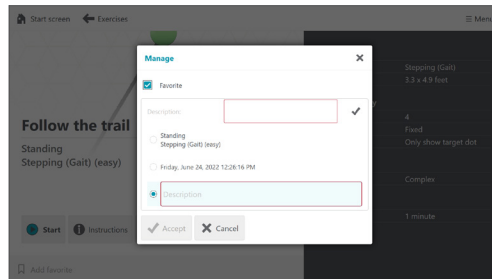 Start screen
Exercises
Menu
Manage
Favorite
Description
Standing
Stepping (Gait) (easy)
Friday, June 24, 2022 12:26:16 PM
Description
Accept
Cancel
Follow the trail
Standing
Stepping (Gait) (easy)
Start
Instructions
Add favorite
Stepping (Gait)
3.3 x 4.9 feet
4
Fixed
Only show target dot
Complex
1 minute